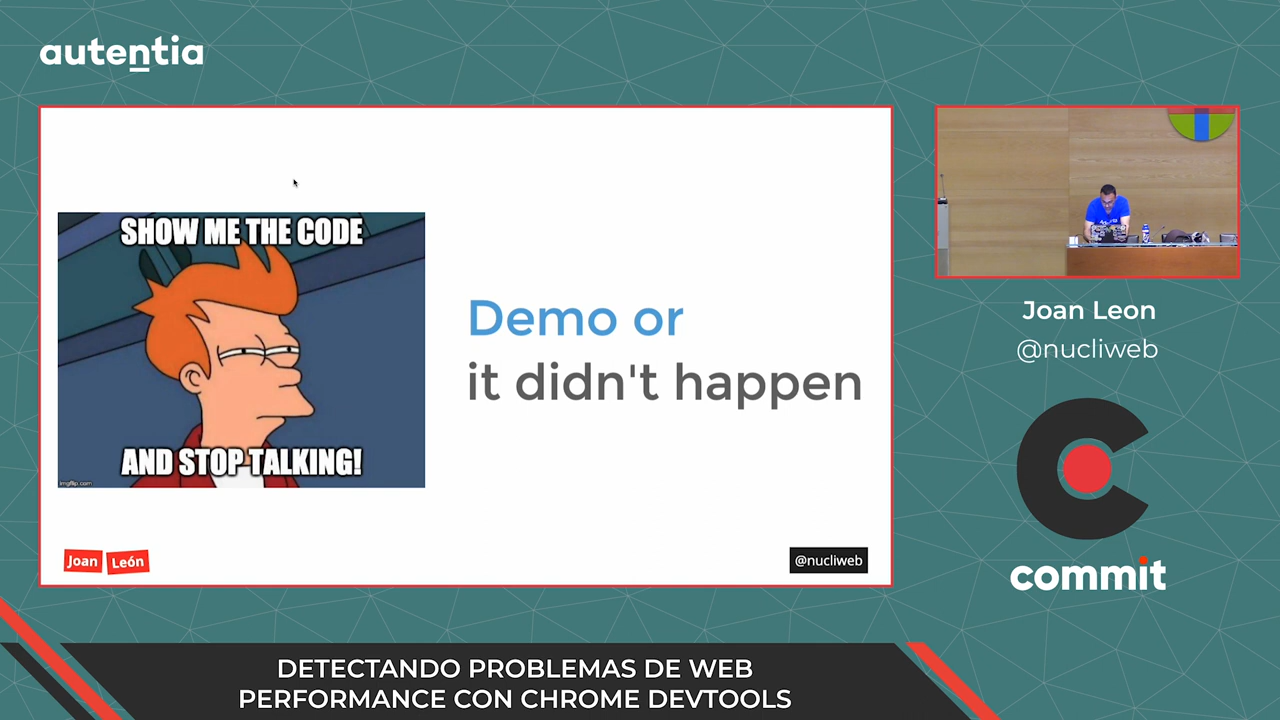 autentia
SHOW ME THE CODE
AND STOP TALKING!
imgflip.com
Demo or
it didn't happen
Joan León
@nucliweb
Joan Leon
@nucliweb
commit
DETECTANDO PROBLEMAS DE WEB
PERFORMANCE CON CHROME DEVTOOLS